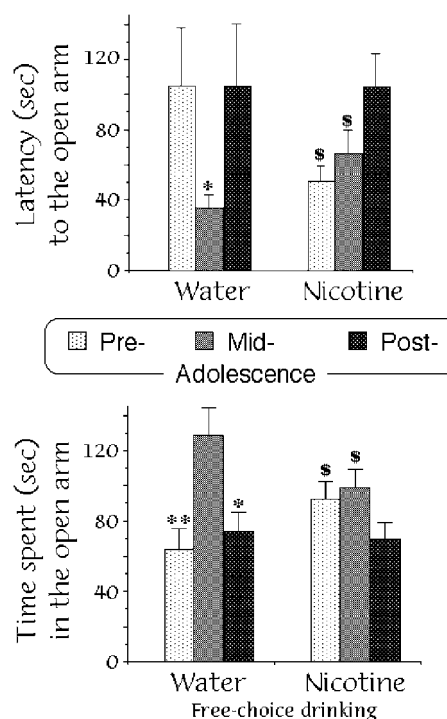 Latency (sec)
to the open arm
120
80
40
0
*
$
$
Water
Nicotine
Pre-
Mid-
Post-
Adolescence
Time spent (sec)
in the open arm
120
80
40
0
**
*
$
$
Water
Nicotine
Free-choice drinking